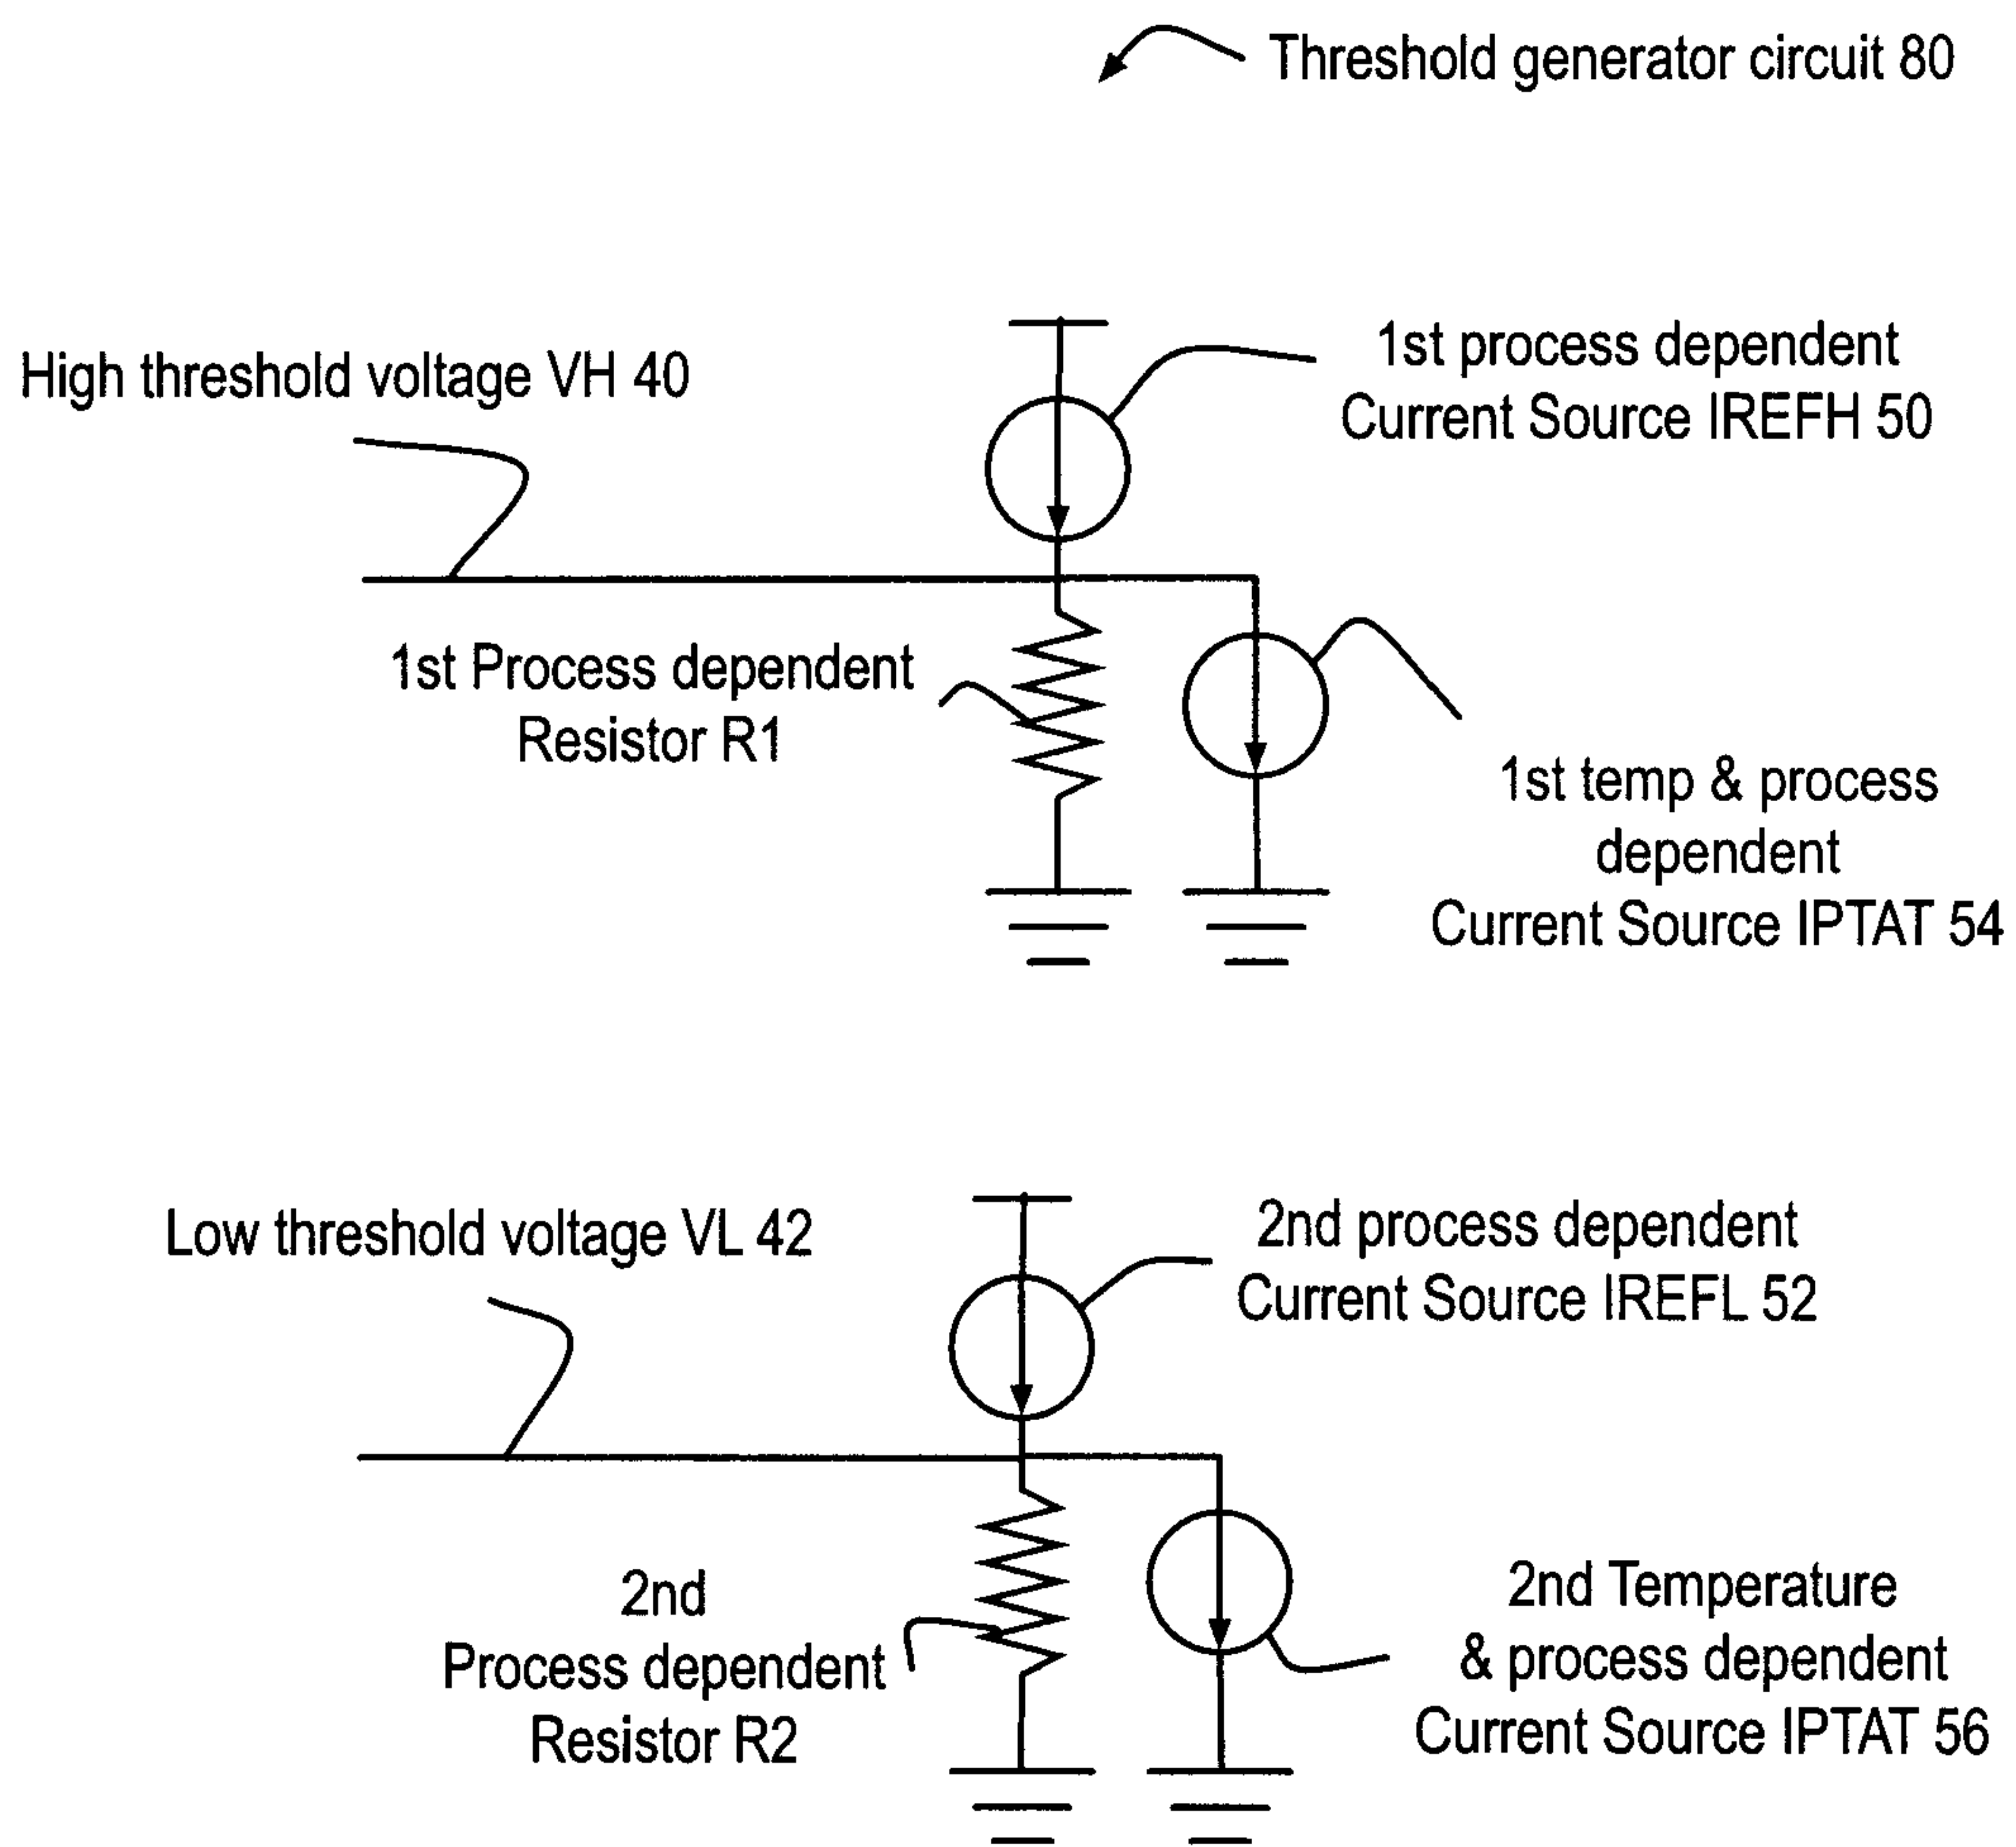 Threshold generator circuit 80
High threshold voltage VH 40
1st process dependent
Current Source IREFH 50
1st Process dependent
Resistor R1
1st temp & process
dependent
Current Source IPTAT 54
Low threshold voltage VL 42
2nd process dependent
Current Source IREFL 52
2nd
Process dependent
Resistor R2
2nd Temperature
& process dependent
Current Source IPTAT 56